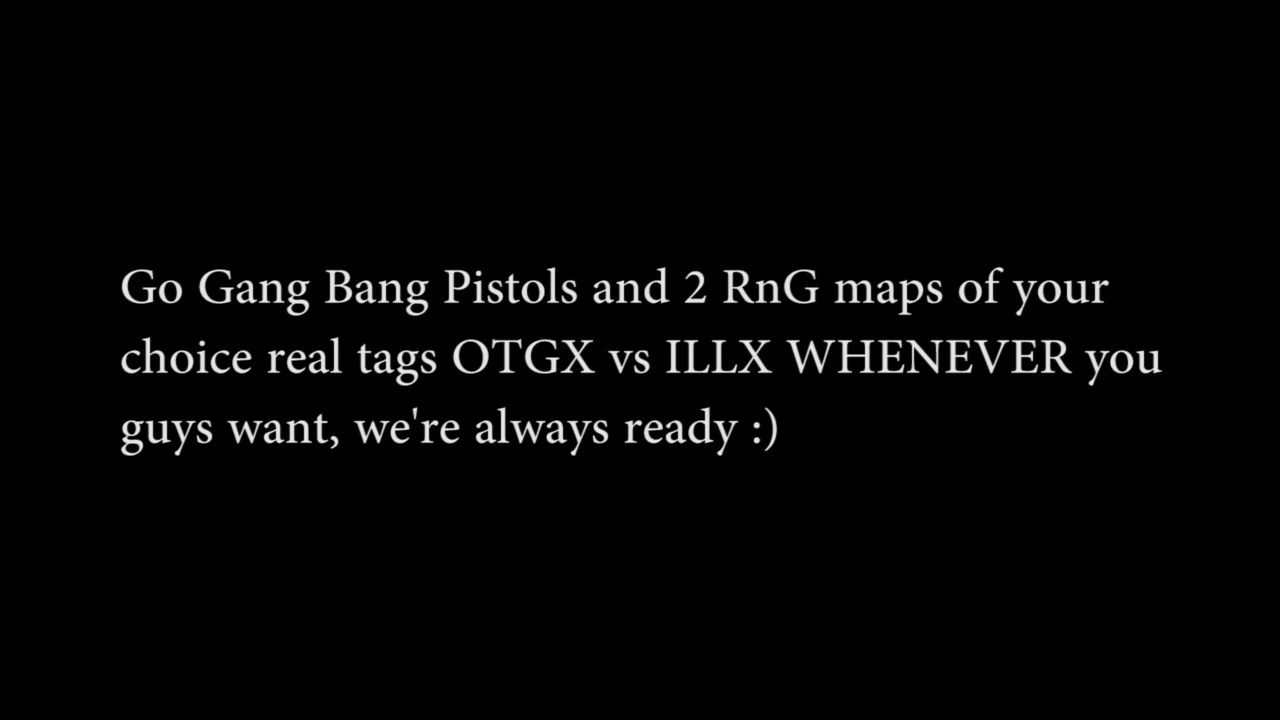 Go Gang Bang Pistols and 2 RnG maps of your
choice real tags OTGX vs ILLX WHENEVER you
guys want, we're always ready :)